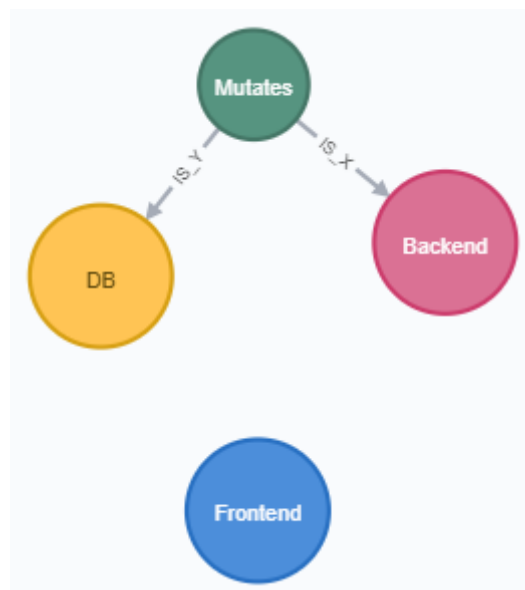 Mutates
IS_Y
IS_X
Backend
DB
Frontend